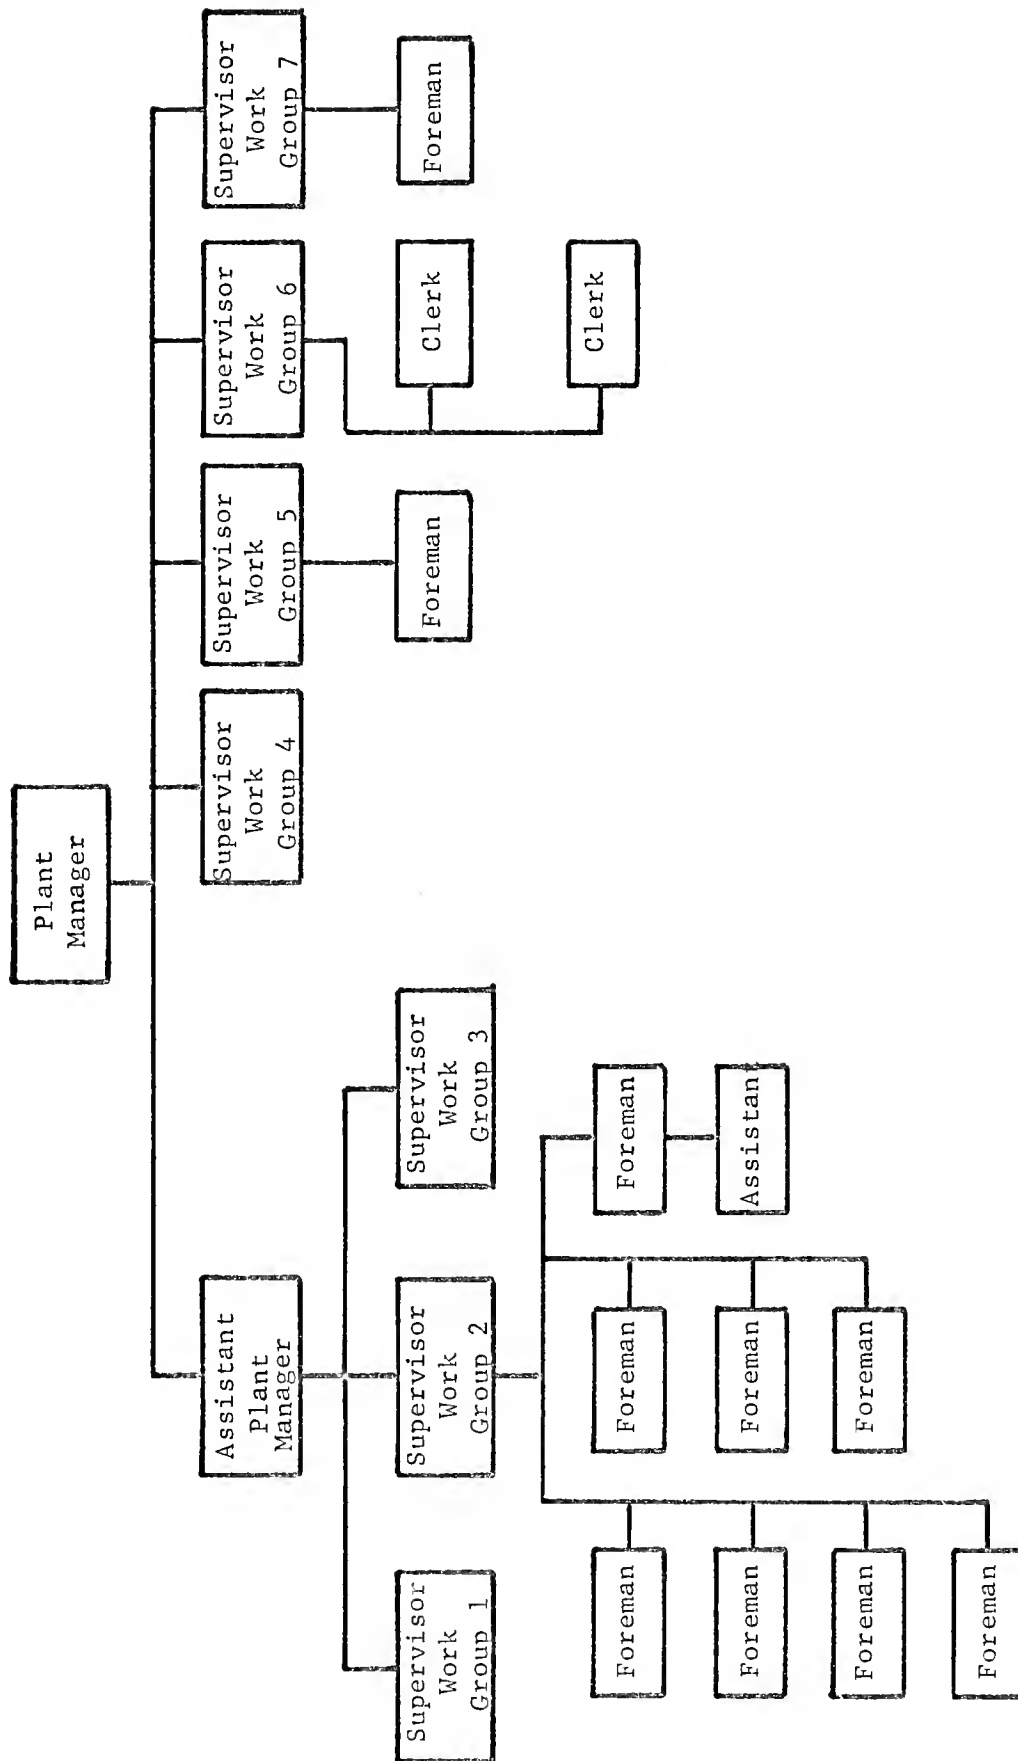 Plant
Manager
Assistant
Plant
Manager
Supervisor
Work
Group 4
Supervisor
Work
Group 5
Supervisor
Work
Group 6
Supervisor
Work
Group 7
Supervisor
Work
Group 1
Supervisor
Work
Group 2
Supervisor
Work
Group 3
Foreman
Clerk
Foreman
Clerk
Foreman
Foreman
Foreman
Foreman
Foreman
Assistant
Foreman
Foreman
Foreman